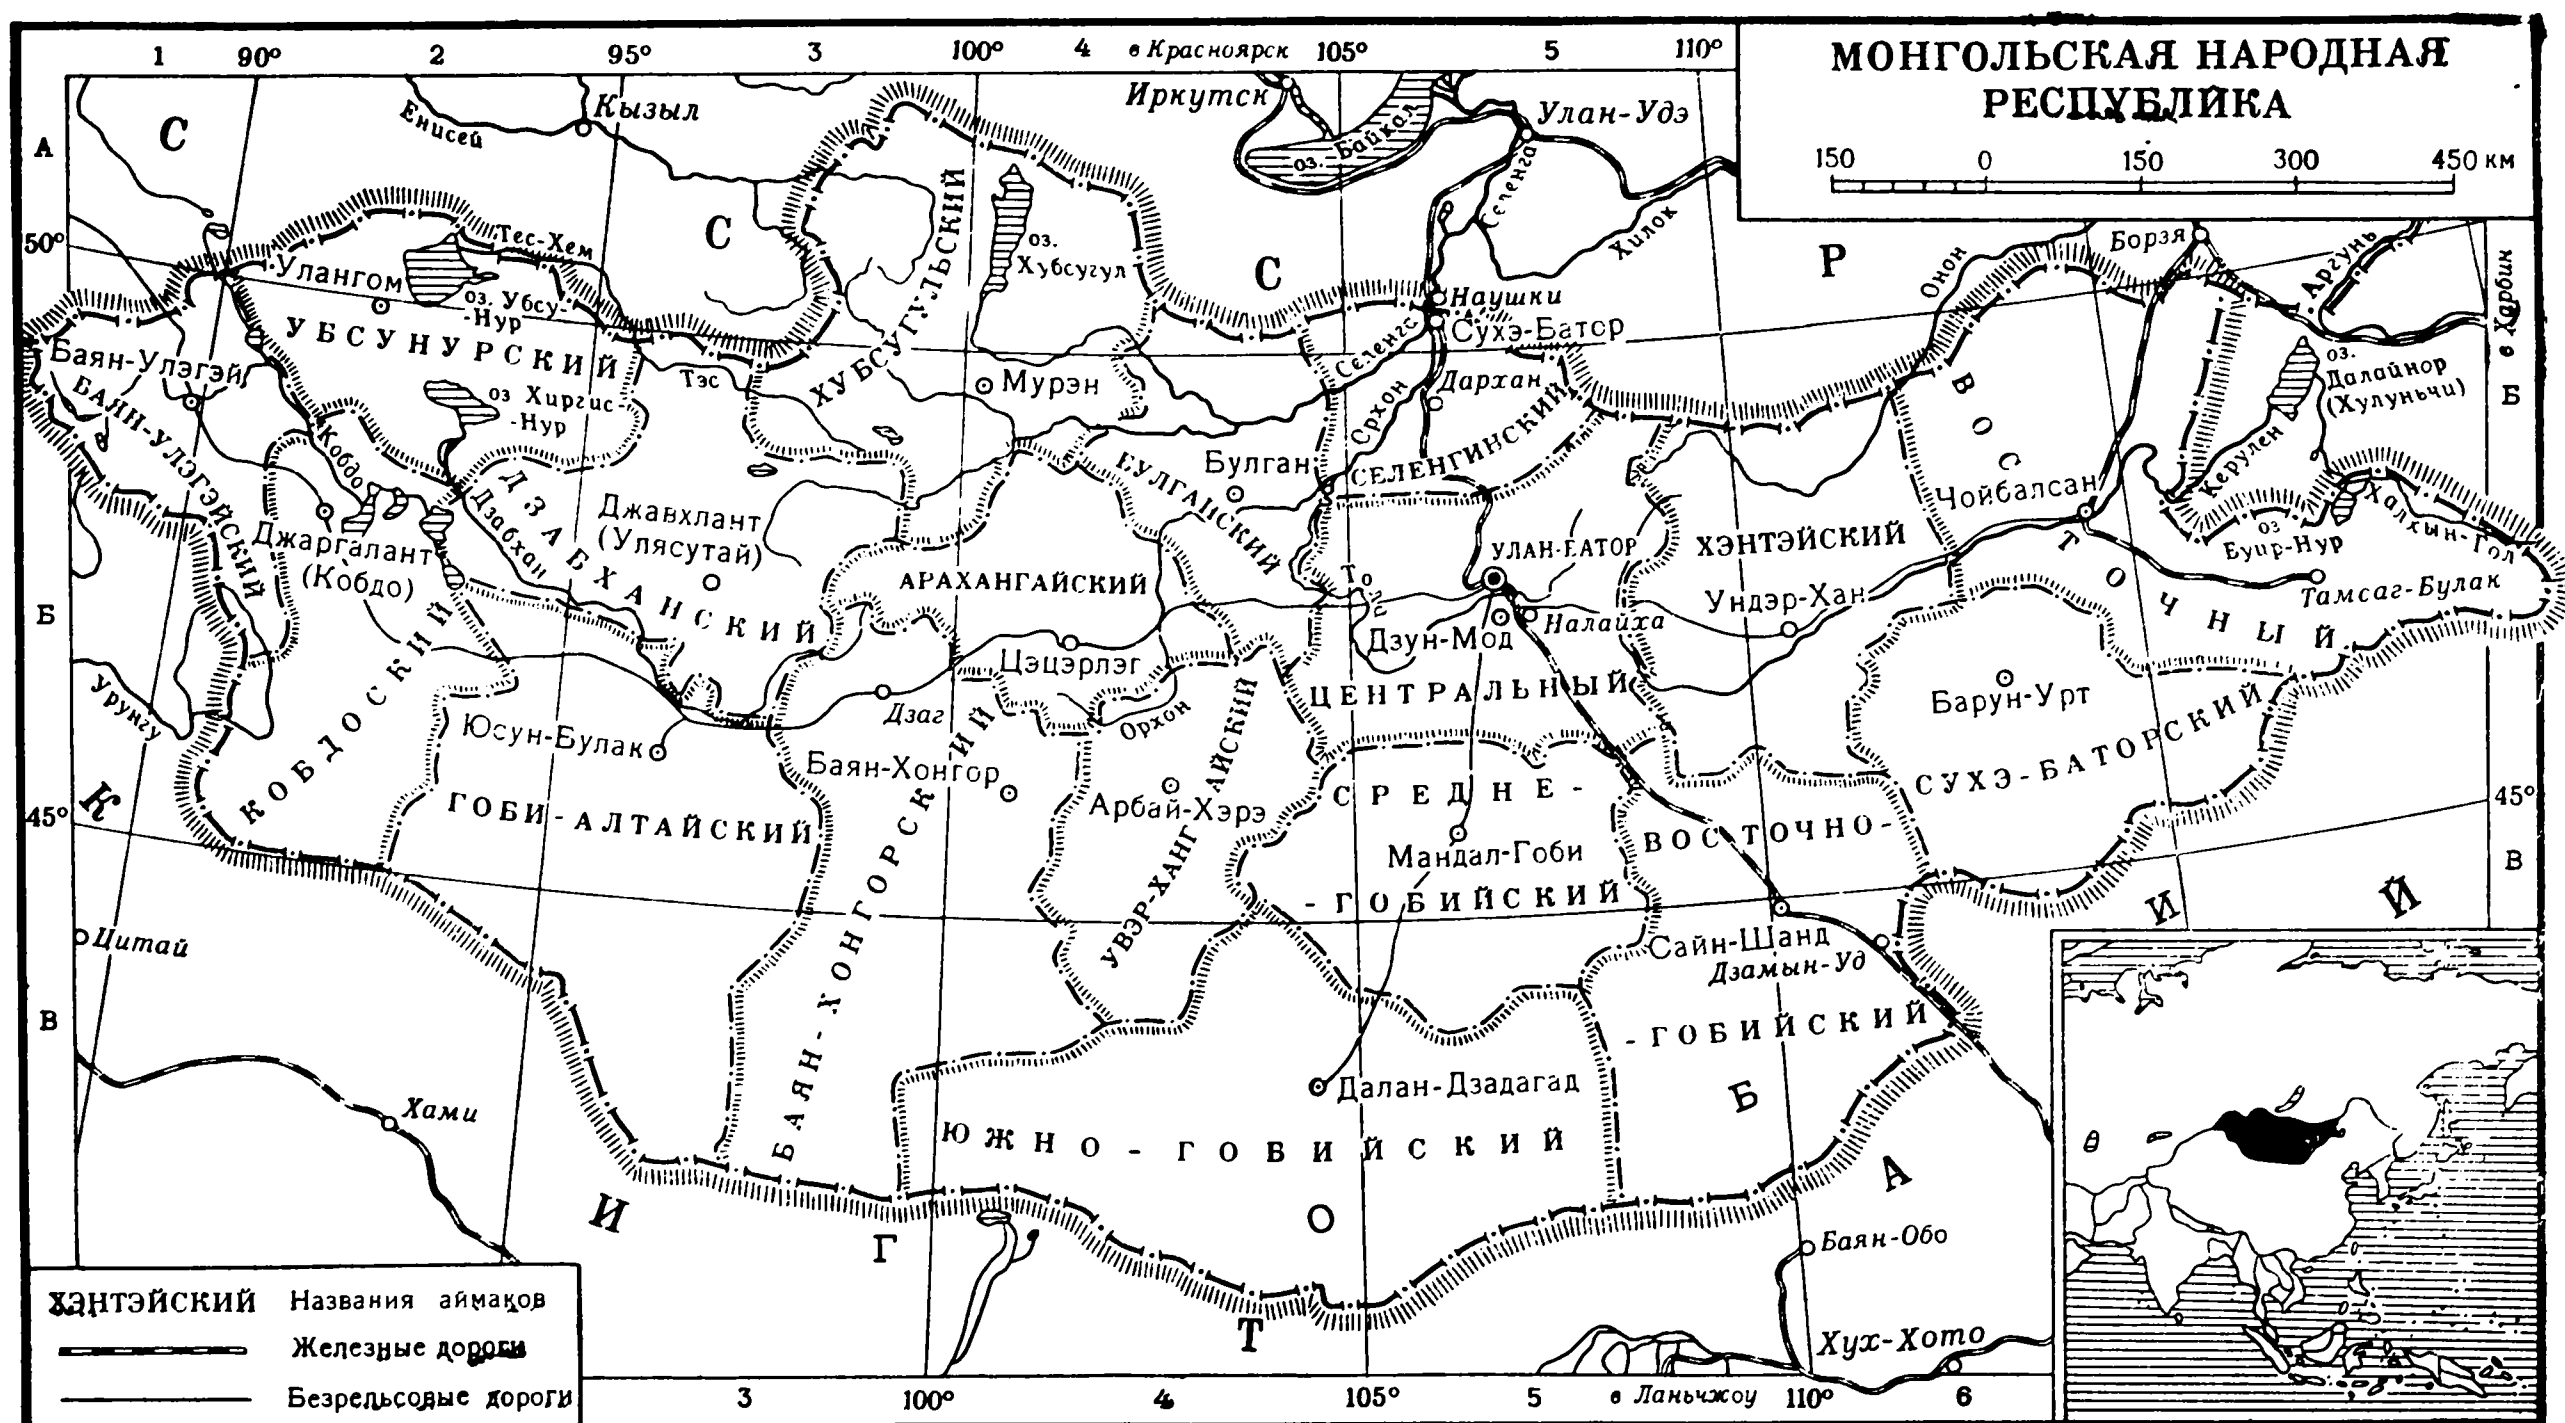 1 90° 2 95° 3 100° 4 в Красноярск 105° 5 110°
МОНГОЛЬСКАЯ НАРОДНАЯ
РЕСПУБЛИКА
150 0 150 300 450 км
А
С
Енисей
Кызыл
Иркутск
оз. Байкал
Улан-Удэ
Селенга
Хилок
50°
С
С
Р
Тес-Хем
Улангом
оз. Убсу-
-Нур
УБСУНУРСКИЙ
ХУБСУГУЛЬСКИЙ
оз.
Хубсугул
Наушки
Сухэ-Батор
Селенга
Онон
Борзя
Аргунь
в Харбин
Баян-Улэгэй
БАЯН-УЛЭГЭЙСКИЙ
Тэс
оз Хиргис-
-Нур
Мурэн
Дархан
Орхон
СЕЛЕНГИНСКИЙ
оз.
Далайнор
(Хулуньчи)
Б
Керулен
Кобдо
Дзабхан
ДЗАБХАНСКИЙ
Джавхлант
(Улясутай)
БУЛГАНСКИЙ
Булган
Чойбалсан
ВОСТОЧНЫЙ
оз
Буир-Нур
Халхын-Гол
Тамсаг-Булак
Джаргалант
(Кобдо)
АРАХАНГАЙСКИЙ
УЛАН-БАТОР
ХЭНТЭЙСКИЙ
Ундэр-Хан
Б
Тола
Дзун-Мод
Налайха
Цэцэрлэг
Дзаг
Орхон
ЦЕНТРАЛЬНЫЙ
Барун-Урт
СУХЭ-БАТОРСКИЙ
Урунгу
КОБДОСКИЙ
Юсун-Булак
ГОБИ-АЛТАЙСКИЙ
Баян-Хонгор
БАЯН-ХОНГОРСКИЙ
Арбай-Хэрэ
УВЭР-ХАНГАЙСКИЙ
СРЕДНЕ-
Мандал-Гоби
-ГОБИЙСКИЙ
ВОСТОЧНО-
45°
45°
В
К
И
Й
Цитай
Сайн-Шанд
Дзамын-Уд
-ГОБИЙСКИЙ
В
Хами
Далан-Дзадагад
ЮЖНО-ГОБИЙСКИЙ
Б
А
И
Г
О
Т
Баян-Обо
Хух-Хото
ХЭНТЭЙСКИЙ Названия аймаков
Железные дороги
Безрельсовые дороги
3 100° 4 105° 5 в Ланьчжоу 110° 6